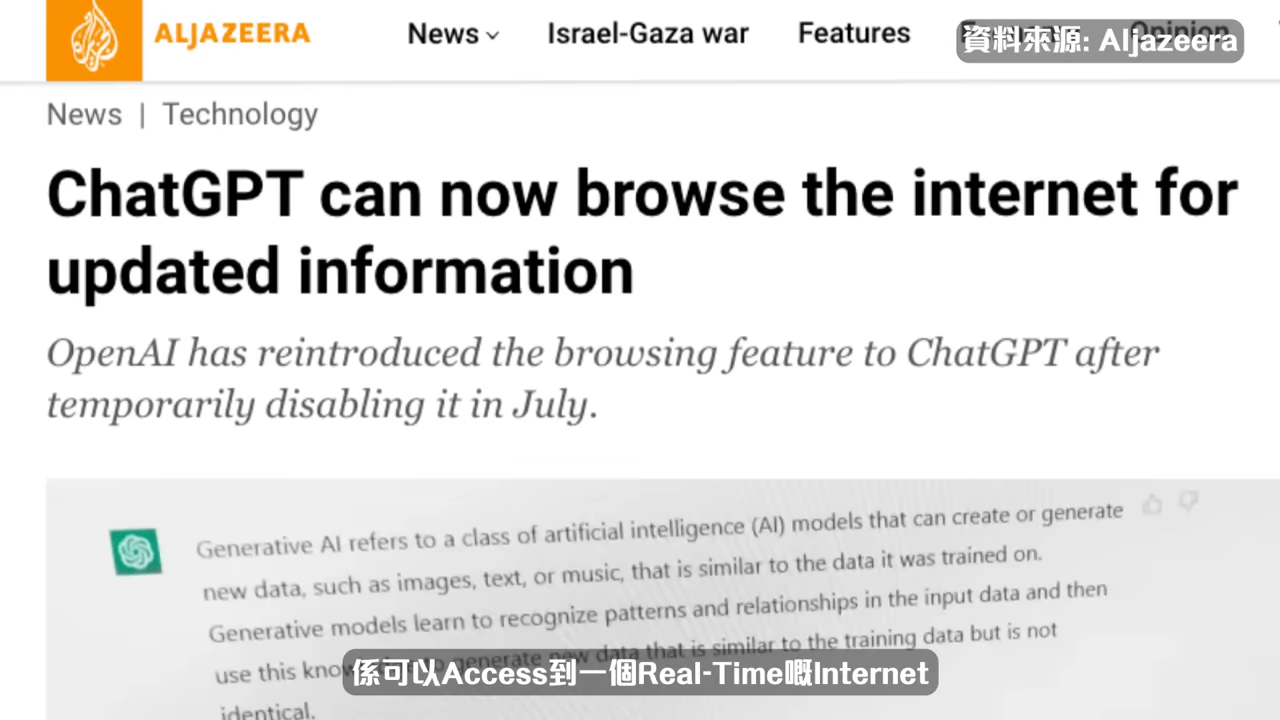 ALJAZEERA
News
Israel-Gaza war
Features
資料來源: Aljazeera
News | Technology
ChatGPT can now browse the internet for
updated information
OpenAI has reintroduced the browsing feature to ChatGPT after
temporarily disabling it in July.
Generative AI refers to a class of artificial intelligence (AI) models that can create or generate
new data, such as images, text, or music, that is similar to the data it was trained on.
Generative models learn to recognize patterns and relationships in the input data and then
use this generate new data that is similar to the training data but is not
identical.
係可以Access到一個Real-Time嘅Internet